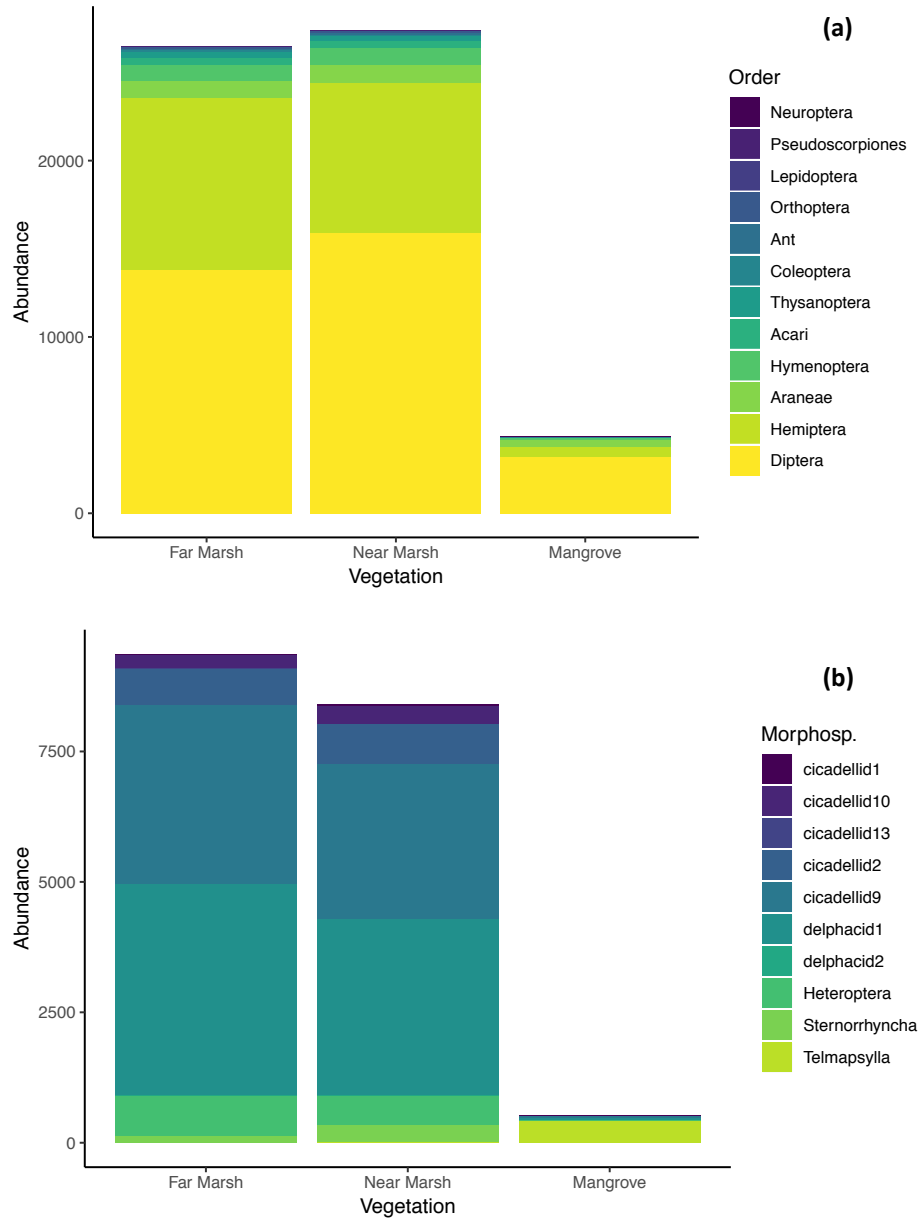 (a)
Order
Neuroptera
Pseudoscorpiones
Lepidoptera
Orthoptera
Ant
Coleoptera
Thysanoptera
Acari
Hymenoptera
Araneae
Hemiptera
Diptera
Abundance
20000
10000
0
Far Marsh Near Marsh Mangrove
Vegetation
(b)
Morphosp.
cicadellid1
cicadellid10
cicadellid13
cicadellid2
cicadellid9
delphacid1
delphacid2
Heteroptera
Sternorrhyncha
Telmapsylla
Abundance
7500
5000
2500
0
Far Marsh Near Marsh Mangrove
Vegetation